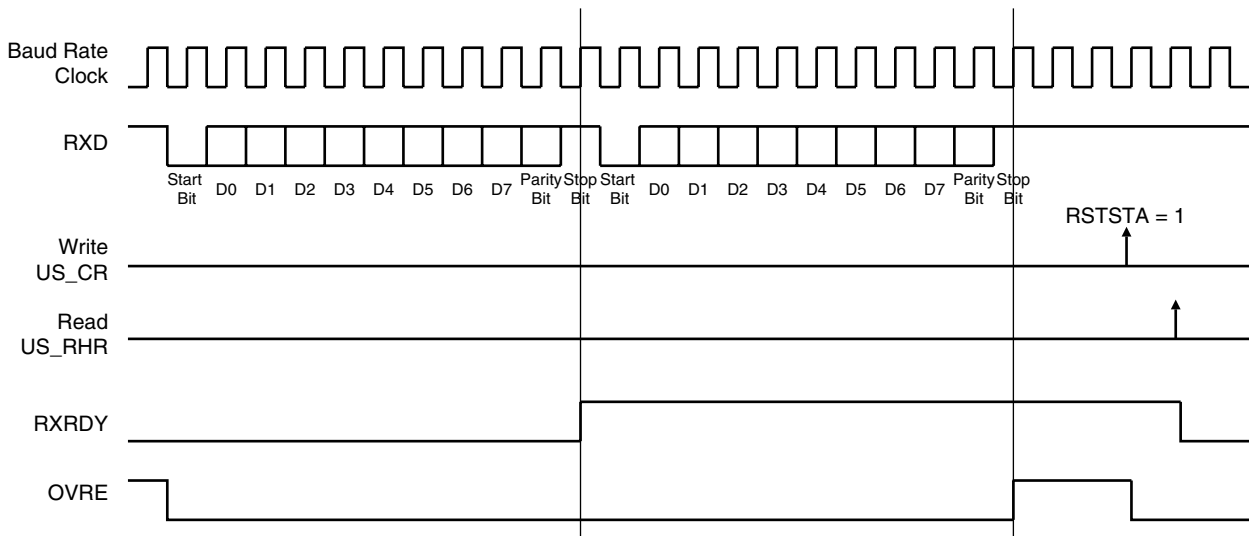 Baud Rate
Clock
RXD
Start
Bit
D0 D1 D2 D3 D4 D5 D6 D7
Parity
Bit
Stop
Bit
Start
Bit
D0 D1 D2 D3 D4 D5 D6 D7
Parity
Bit
Stop
Bit
RSTSTA = 1
Write
US_CR
Read
US_RHR
RXRDY
OVRE